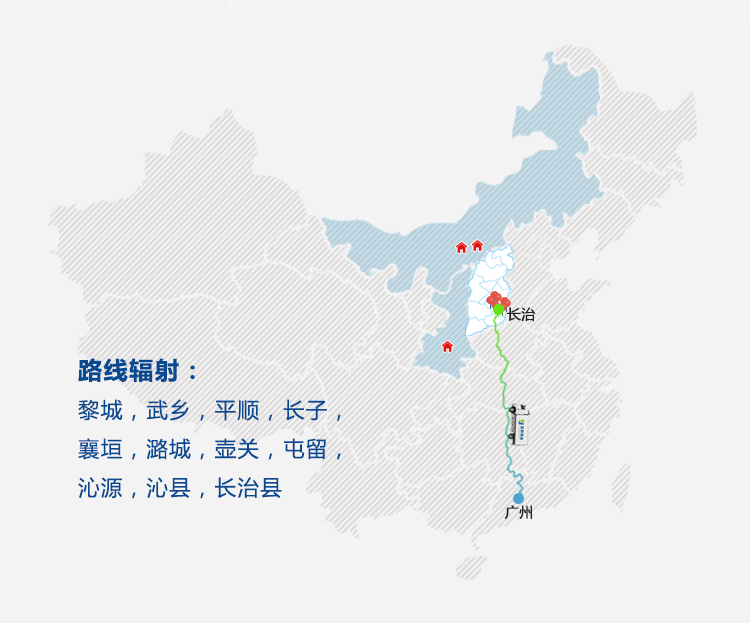 长治
路线辐射：
黎城，武乡，平顺，长子，
襄垣，潞城，壶关，屯留，
沁源，沁县，长治县
广州